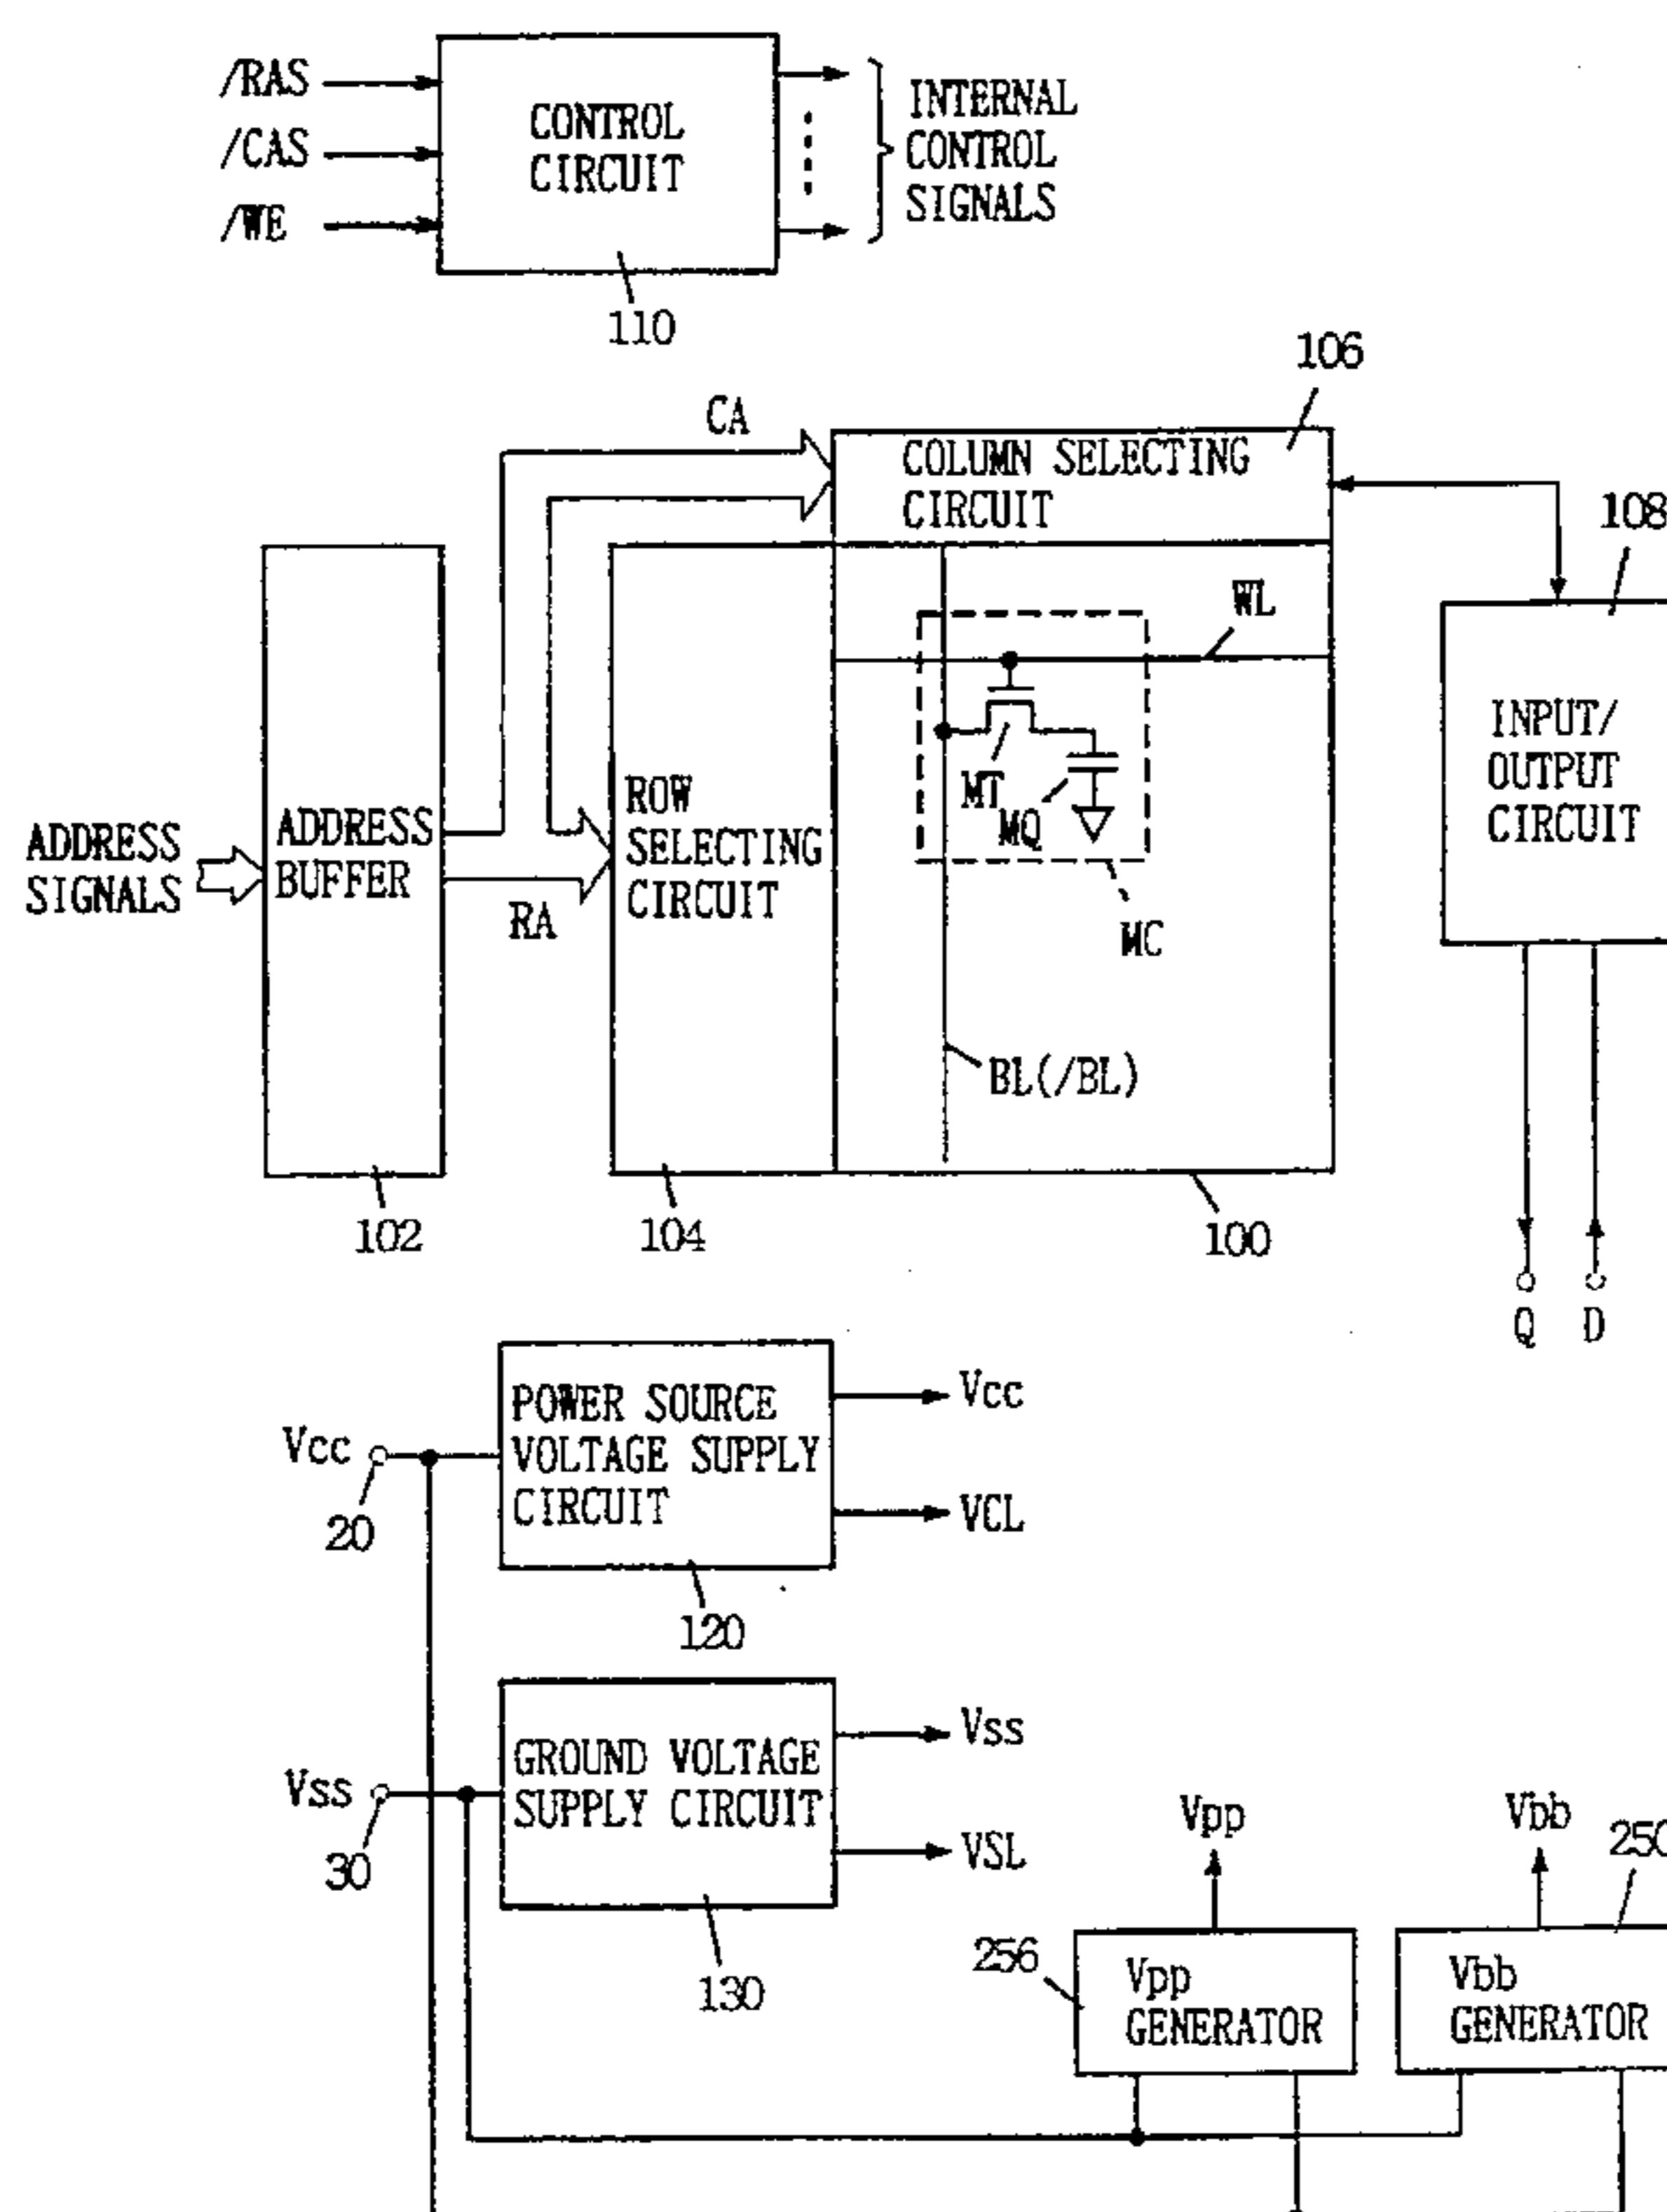 /RAS
/CAS
/WE
CONTROL
CIRCUIT
INTERNAL
CONTROL
SIGNALS
110
106
CA
COLUMN SELECTING
CIRCUIT
108
WL
INPUT/
OUTPUT
CIRCUIT
MT
MQ
MC
ROW
SELECTING
CIRCUIT
ADDRESS
SIGNALS
ADDRESS
BUFFER
RA
BL(/BL)
102
104
100
Q
D
POWER SOURCE
VOLTAGE SUPPLY
CIRCUIT
Vcc
VCL
Vcc
20
120
GROUND VOLTAGE
SUPPLY CIRCUIT
Vss
VSL
Vss
30
130
Vpp
Vbb
250
256
Vpp
GENERATOR
Vbb
GENERATOR